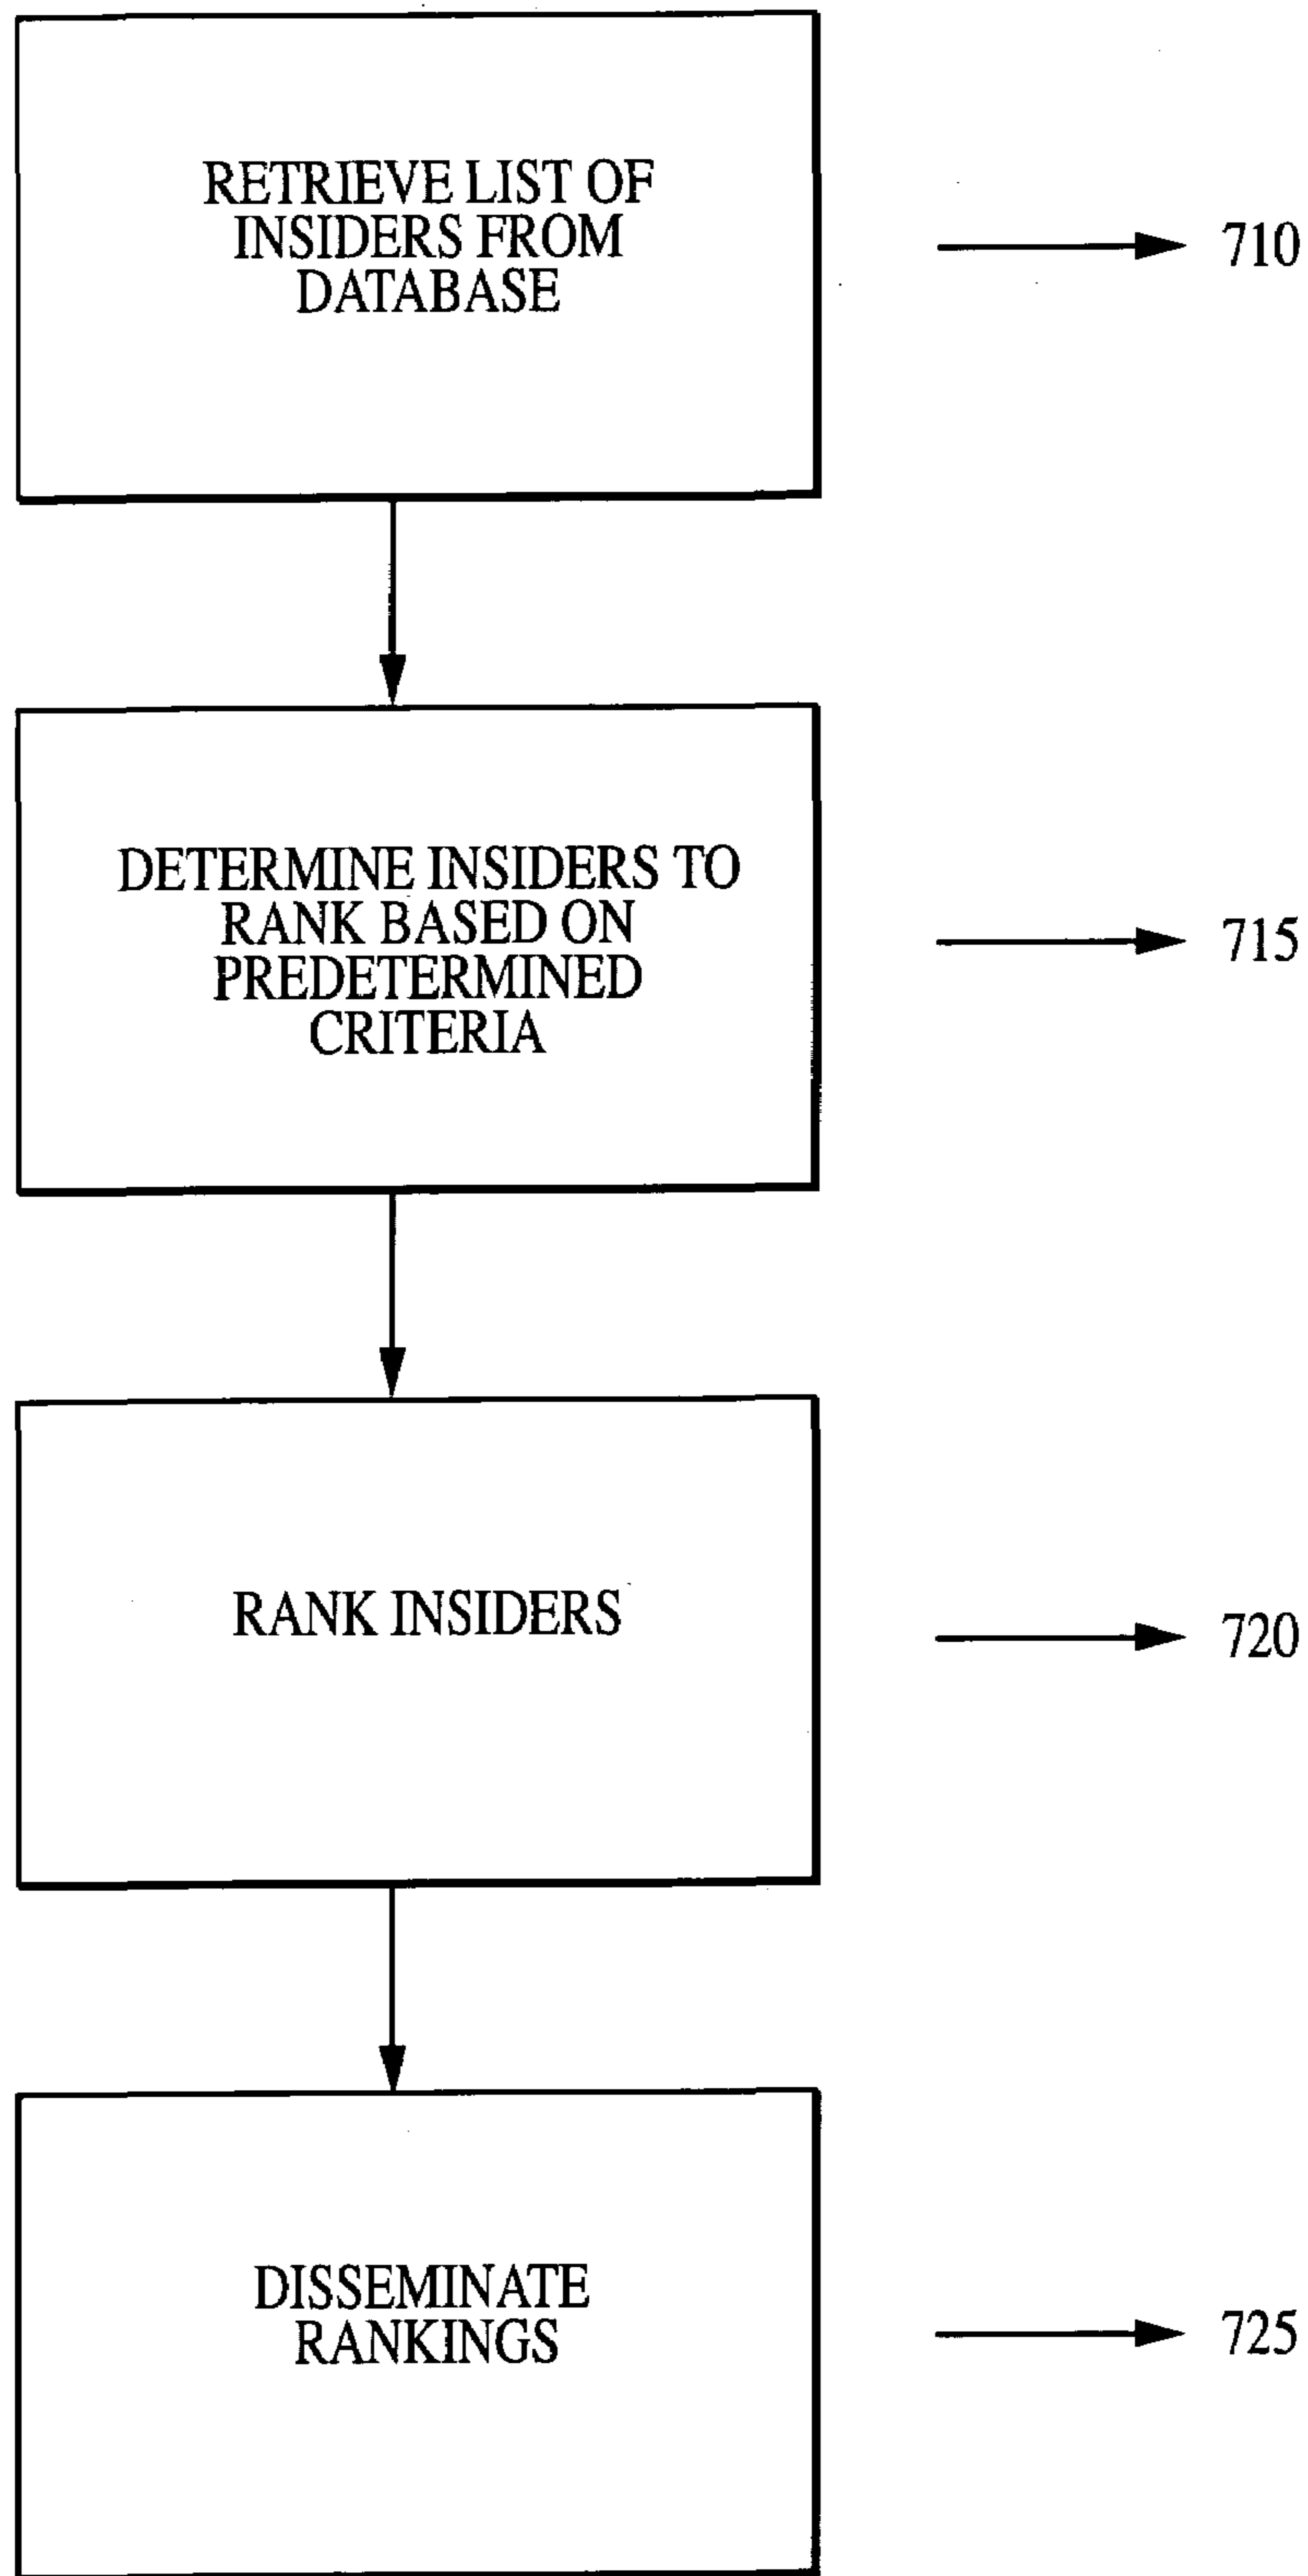 RETRIEVE LIST OF
INSIDERS FROM
DATABASE
710
DETERMINE INSIDERS TO
RANK BASED ON
PREDETERMINED
CRITERIA
715
RANK INSIDERS
720
DISSEMINATE
RANKINGS
725